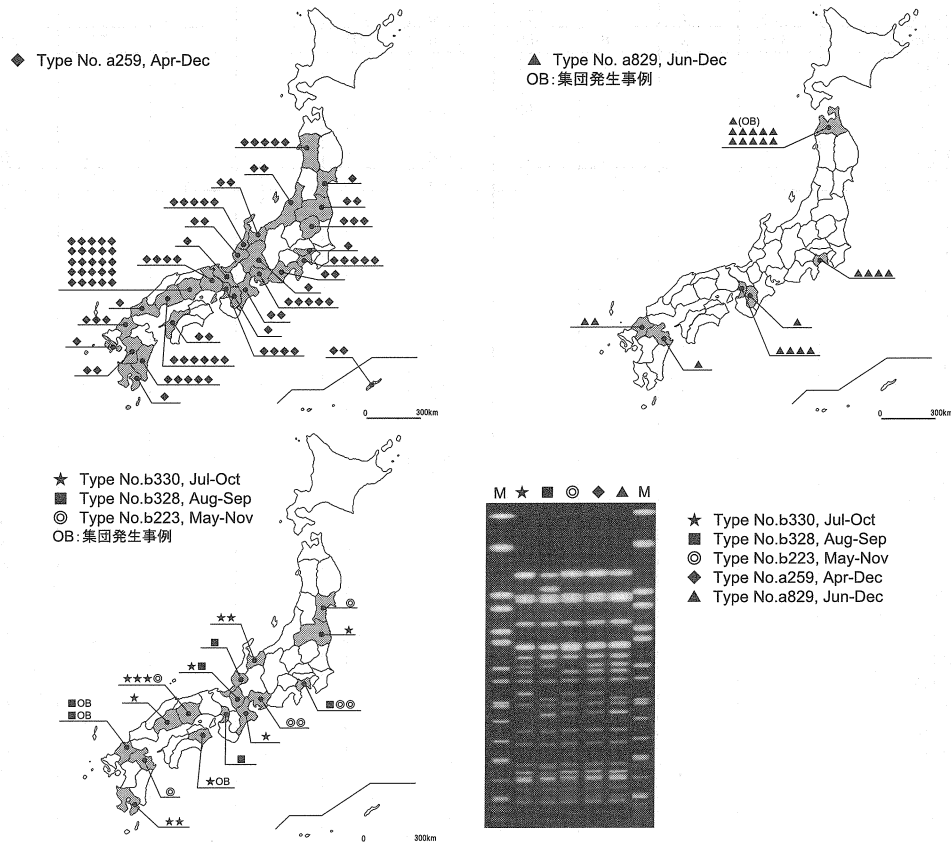 Type No. a259, Apr-Dec
0
300km
Type No. a829, Jun-Dec
OB：集団発生事例
(OB)
0
300km
Type No.b330, Jul-Oct
Type No.b328, Aug-Sep
Type No.b223, May-Nov
OB：集団発生事例
OB
OB
OB
0
300km
M
M
Type No.b330, Jul-Oct
Type No.b328, Aug-Sep
Type No.b223, May-Nov
Type No.a259, Apr-Dec
Type No.a829, Jun-Dec